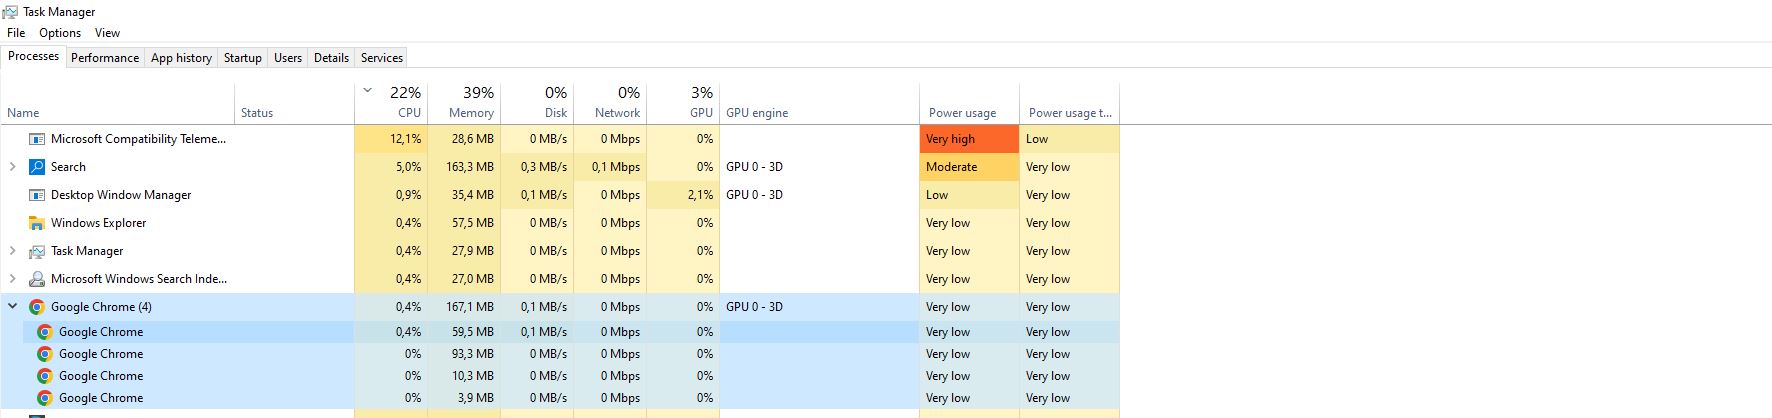 Task Manager
File Options View
Processes Performance App history Startup Users Details Services
22% 39% 0% 0% 3%
Name Status CPU Memory Disk Network GPU GPU engine Power usage Power usage t...
Microsoft Compatibility Teleme... 12,1% 28,6 MB 0 MB/s 0 Mbps 0% Very high Low
Search 5,0% 163,3 MB 0,3 MB/s 0,1 Mbps 0% GPU 0 - 3D Moderate Very low
Desktop Window Manager 0,9% 35,4 MB 0,1 MB/s 0 Mbps 2,1% GPU 0 - 3D Low Very low
Windows Explorer 0,4% 57,5 MB 0 MB/s 0 Mbps 0% Very low Very low
Task Manager 0,4% 27,9 MB 0 MB/s 0 Mbps 0% Very low Very low
Microsoft Windows Search Inde... 0,4% 27,0 MB 0 MB/s 0 Mbps 0% Very low Very low
Google Chrome (4) 0,4% 167,1 MB 0,1 MB/s 0 Mbps 0% GPU 0 - 3D Very low Very low
Google Chrome 0,4% 59,5 MB 0,1 MB/s 0 Mbps 0% Very low Very low
Google Chrome 0% 93,3 MB 0 MB/s 0 Mbps 0% Very low Very low
Google Chrome 0% 10,3 MB 0 MB/s 0 Mbps 0% Very low Very low
Google Chrome 0% 3,9 MB 0 MB/s 0 Mbps 0% Very low Very low